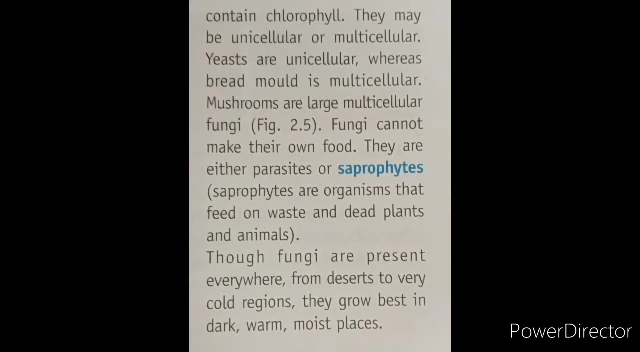 contain chlorophyll. They may
be unicellular or multicellular.
Yeasts are unicellular, whereas
bread mould is multicellular.
Mushrooms are large multicellular
fungi (Fig. 2.5). Fungi cannot
make their own food. They are
either parasites or saprophytes
(saprophytes are organisms that
feed on waste and dead plants
and animals).
Though fungi are present
everywhere, from deserts to very
cold regions, they grow best in
dark, warm, moist places.
PowerDirector